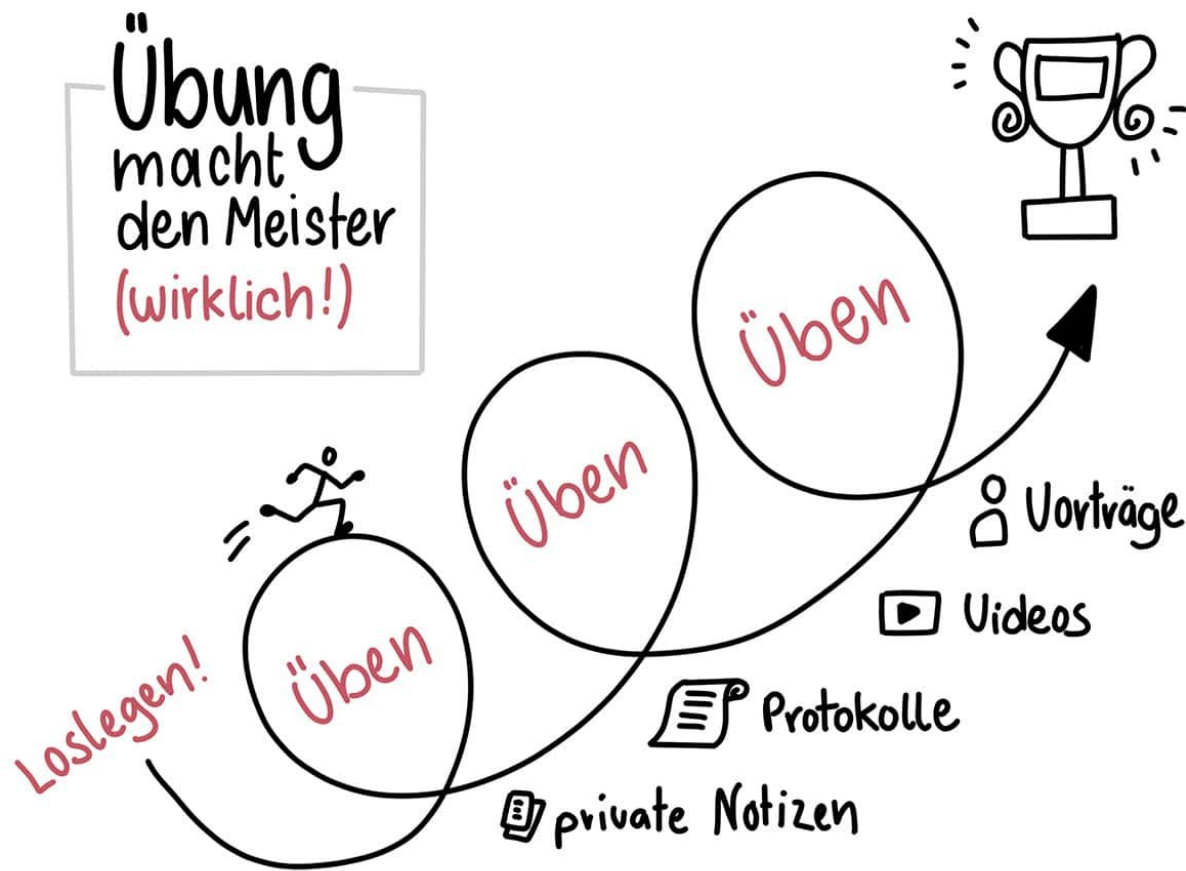 Übung
macht
den Meister
(wirklich!)
Üben
Üben
Üben
Loslegen!
Vorträge
Videos
Protokolle
private Notizen